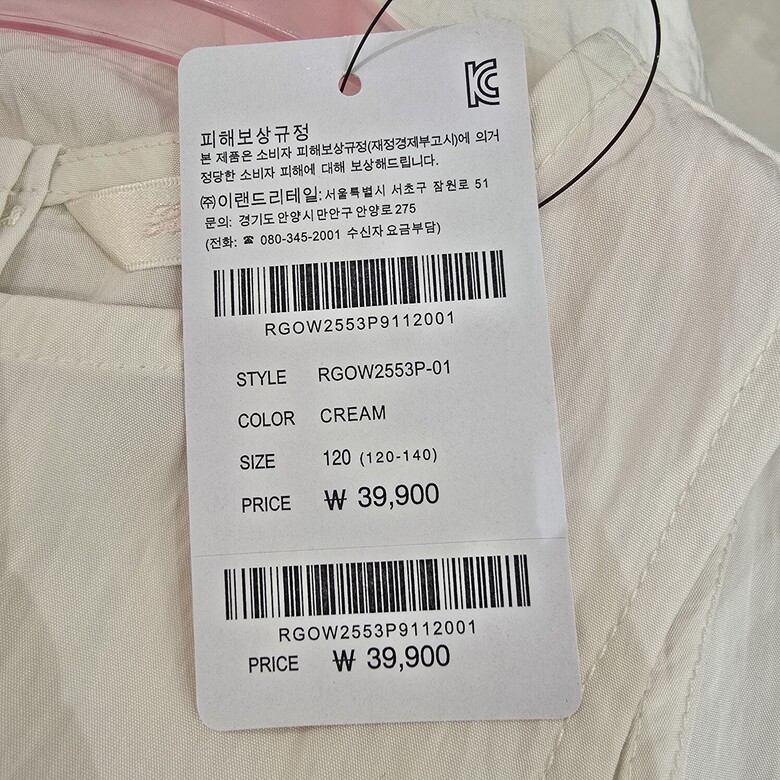 KC
피해보상규정
본 제품은 소비자 피해보상규정(재정경제부고시)에 의거
정당한 소비자 피해에 대해 보상해드립니다.
㈜이랜드리테일: 서울특별시 서초구 잠원로 51
문의: 경기도 안양시 만안구 안양로 275
(전화: ☎ 080-345-2001 수신자 요금부담)
RGOW2553P9112001
STYLE RGOW2553P-01
COLOR CREAM
SIZE 120 (120-140)
PRICE ₩ 39,900
RGOW2553P9112001
PRICE ₩ 39,900